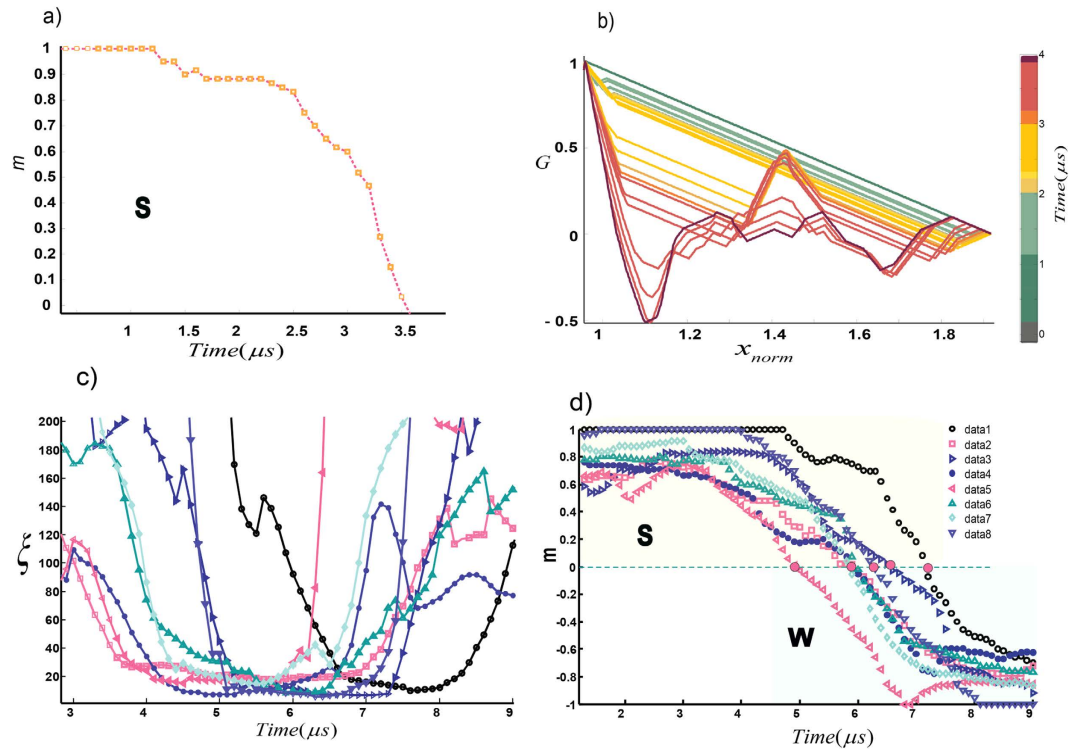 a)
1
0.9
0.8
0.7
0.6
0.5
0.4
0.3
0.2
0.1
0
m
S
1 1.5 2 2.5 3 3.5
Time(μs)
b)
1
0.5
0
- 0.5
G
1 1.2 1.4 1.6 1.8
x norm
4
3
2
1
0
Time(μs)
c)
200
180
160
140
120
100
80
60
40
20
ξ
3 4 5 6 7 8 9
Time(μs)
d)
1
0.8
0.6
0.4
0.2
0
-0.2
-0.4
-0.6
-0.8
-1
m
S
W
data1
data2
data3
data4
data5
data6
data7
data8
2 3 4 5 6 7 8 9
Time(μs)